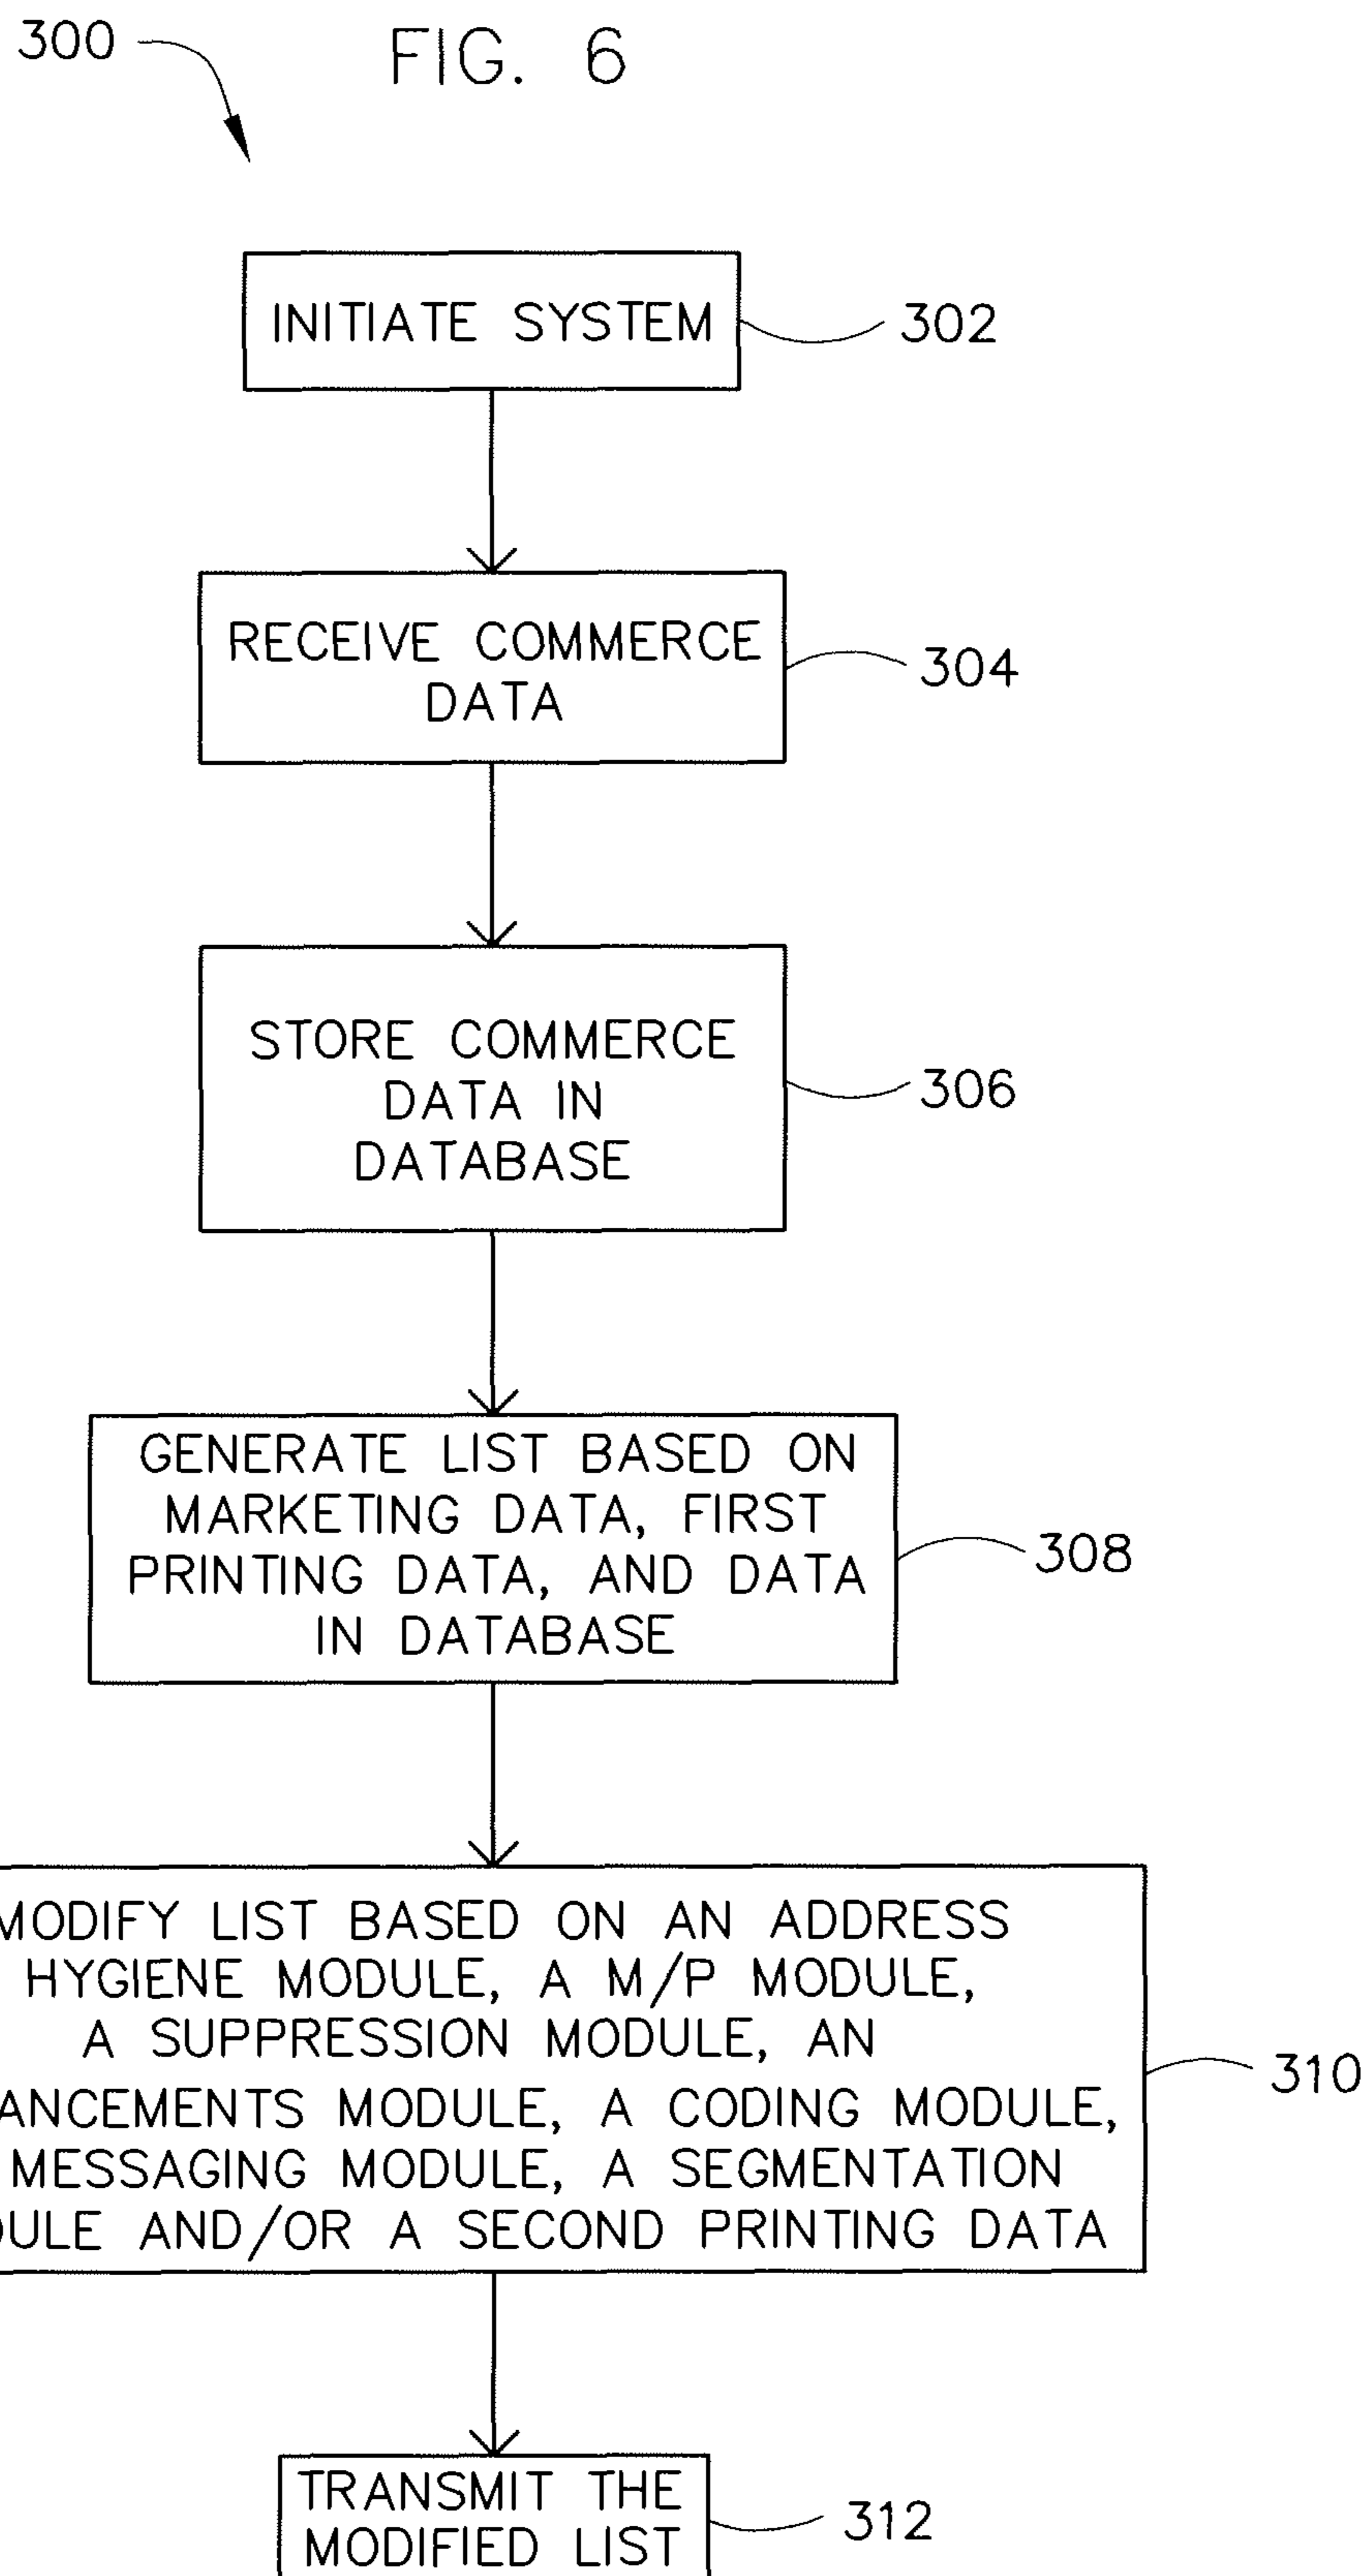 300
FIG. 6
INITIATE SYSTEM
302
RECEIVE COMMERCE
DATA
304
STORE COMMERCE
DATA IN
DATABASE
306
GENERATE LIST BASED ON
MARKETING DATA, FIRST
PRINTING DATA, AND DATA
IN DATABASE
308
MODIFY LIST BASED ON AN ADDRESS
HYGIENE MODULE, A M/P MODULE,
A SUPPRESSION MODULE, AN
ANCEMENTS MODULE, A CODING MODULE,
MESSAGING MODULE, A SEGMENTATION
DULE AND/OR A SECOND PRINTING DATA
310
TRANSMIT THE
MODIFIED LIST
312